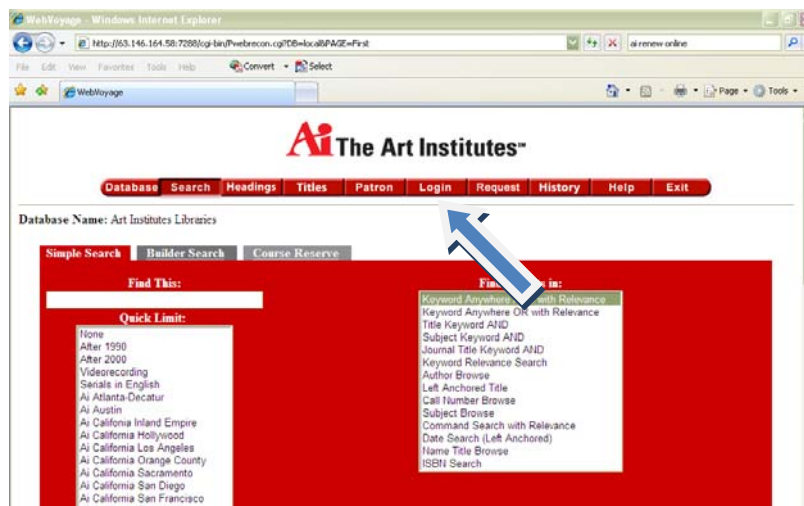 WebVoyage - Windows Internet Explorer
http://63.146.164.58:7288/cgi-bin/Pwebrecon.cgi?DB=local&PAGE=First
ai renew online
File Edit View Favorites Tools Help Convert Select
WebVoyage
Page Tools
Ai The Art Institutes
Database Search Headings Titles Patron Login Request History Help Exit
Database Name: Art Institutes Libraries
Simple Search Builder Search Course Reserve
Find This:
Quick Limit:
None
After 1990
After 2000
Videorecording
Serials in English
Ai Atlanta-Decatur
Ai Austin
Ai Califonia Inland Empire
Ai California Hollywood
Ai California Los Angeles
Ai California Orange County
Ai California Sacramento
Ai California San Diego
Ai California San Francisco
in:
Keyword Anywhere with Relevance
Keyword Anywhere OR with Relevance
Title Keyword AND
Subject Keyword AND
Journal Title Keyword AND
Keyword Relevance Search
Author Browse
Left Anchored Title
Call Number Browse
Subject Browse
Command Search with Relevance
Date Search (Left Anchored)
Name Title Browse
ISBN Search